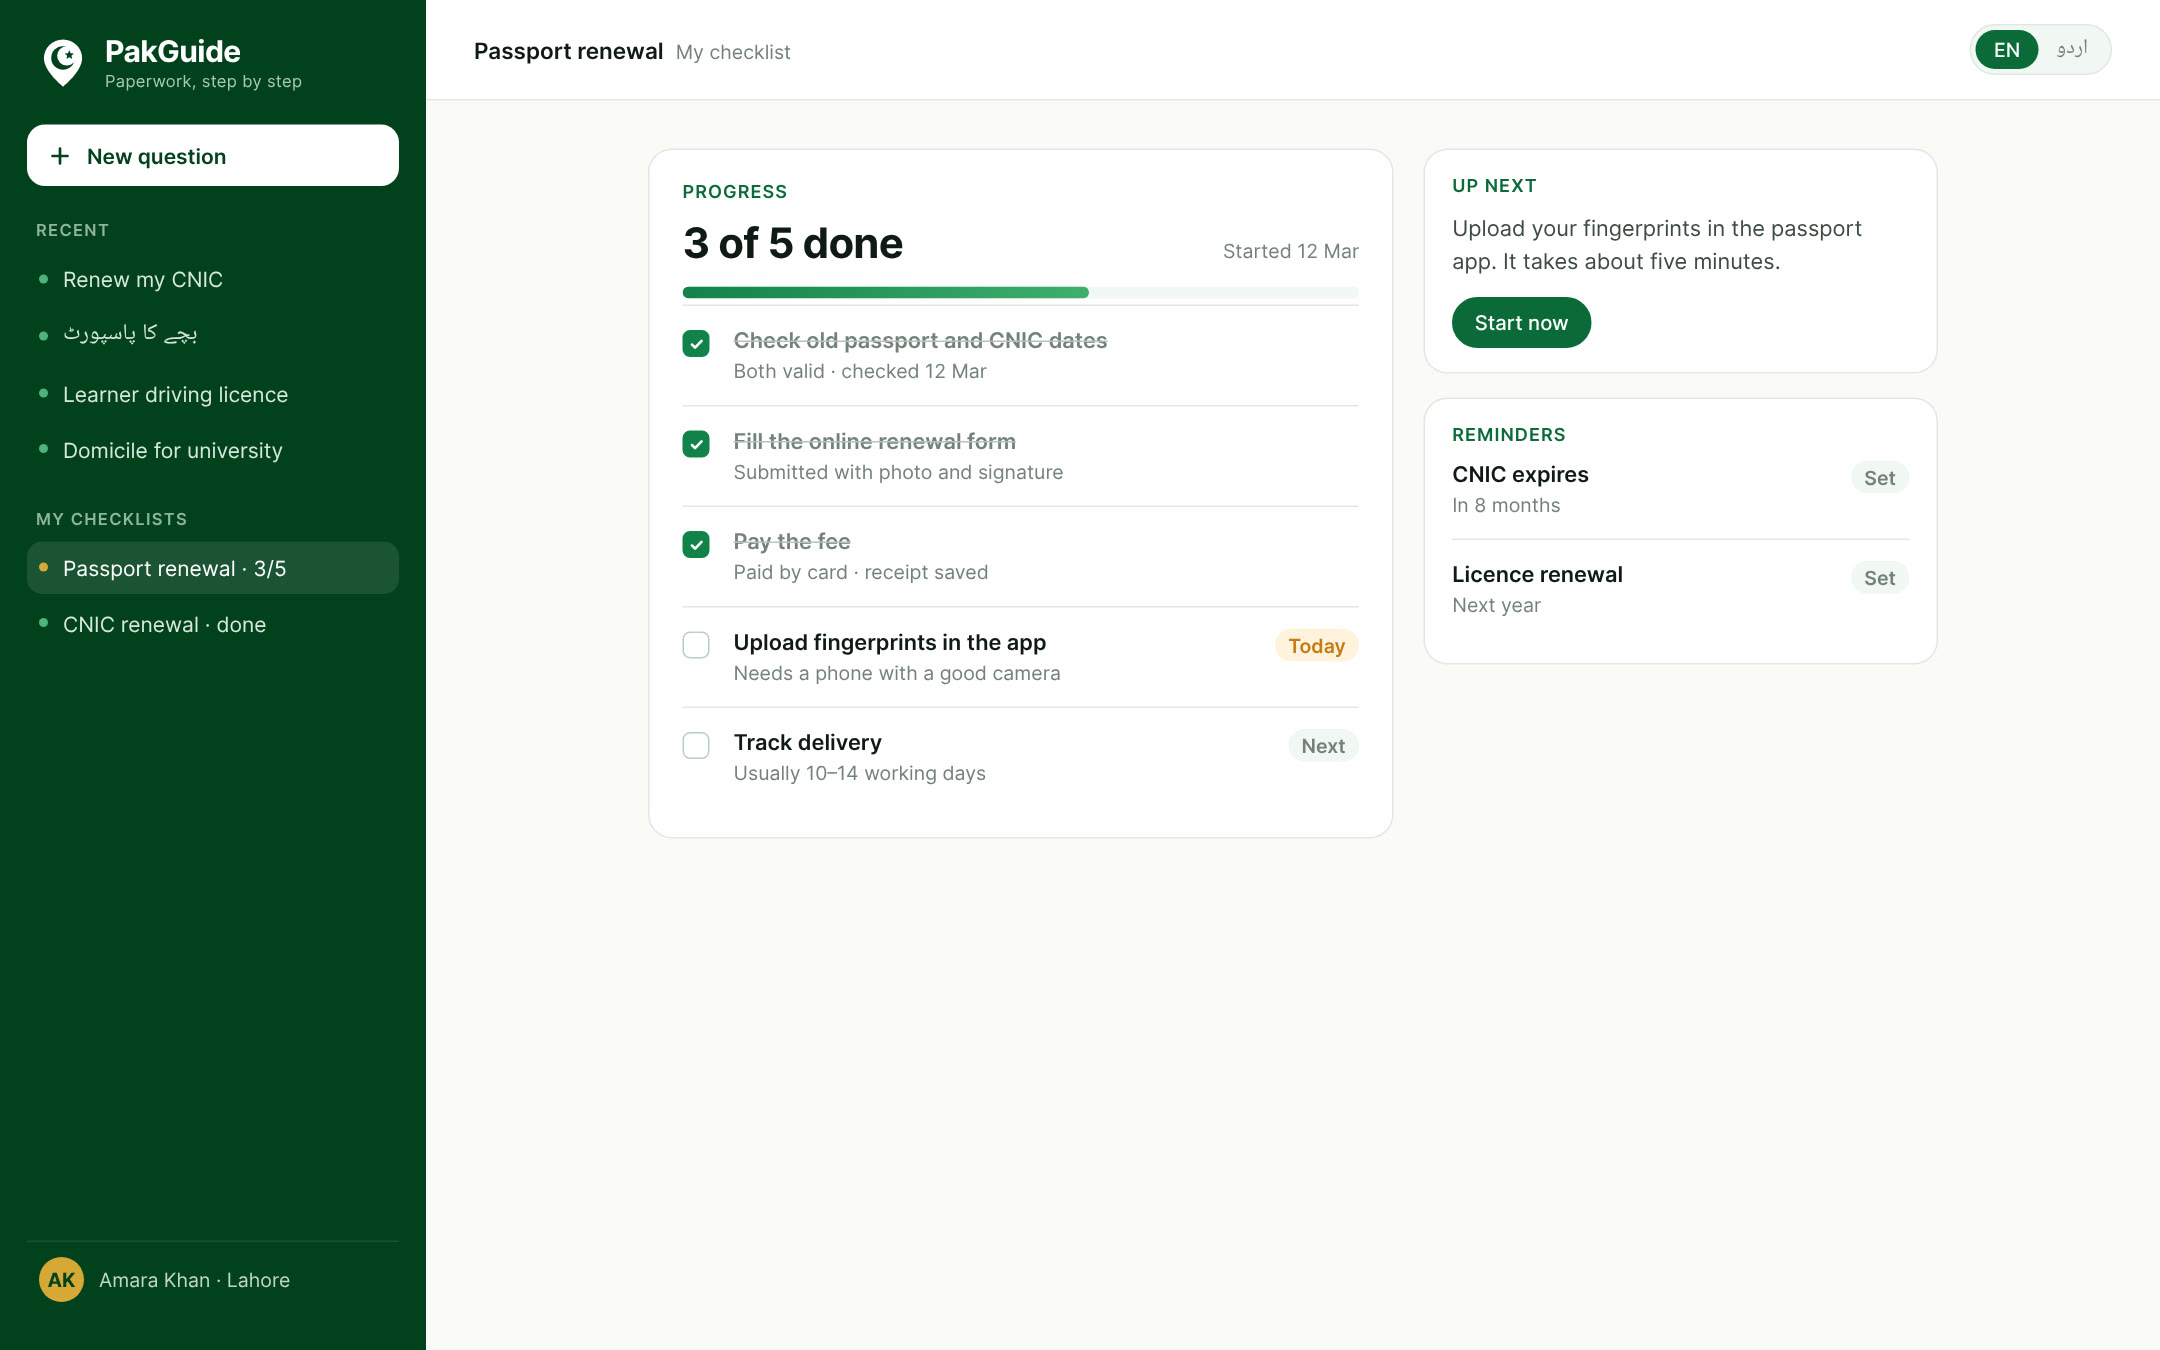 PakGuide
Paperwork, step by step
New question
RECENT
Renew my CNIC
بچے کا پاسپورٹ
Learner driving licence
Domicile for university
MY CHECKLISTS
Passport renewal · 3/5
CNIC renewal · done
AK
Amara Khan · Lahore
Passport renewal My checklist
EN اردو
PROGRESS
3 of 5 done
Started 12 Mar
Check old passport and CNIC dates
Both valid · checked 12 Mar
Fill the online renewal form
Submitted with photo and signature
Pay the fee
Paid by card · receipt saved
Upload fingerprints in the app
Today
Needs a phone with a good camera
Track delivery
Next
Usually 10–14 working days
UP NEXT
Upload your fingerprints in the passport
app. It takes about five minutes.
Start now
REMINDERS
CNIC expires
Set
In 8 months
Licence renewal
Set
Next year